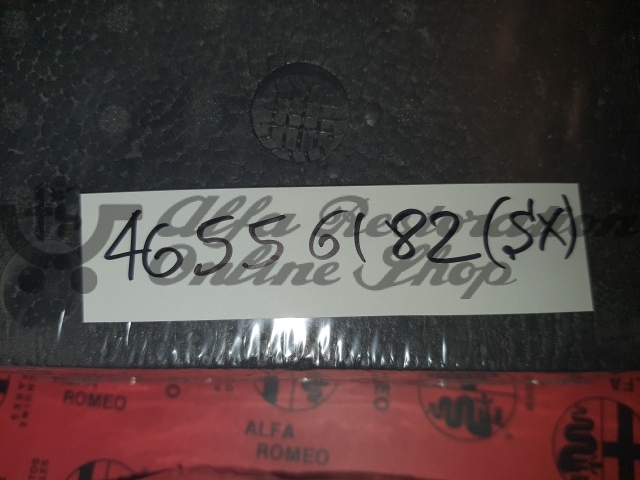 46556182 (SX)
Alfa Restoration
Online Shop
ROMEO
ALFA
ROMEO